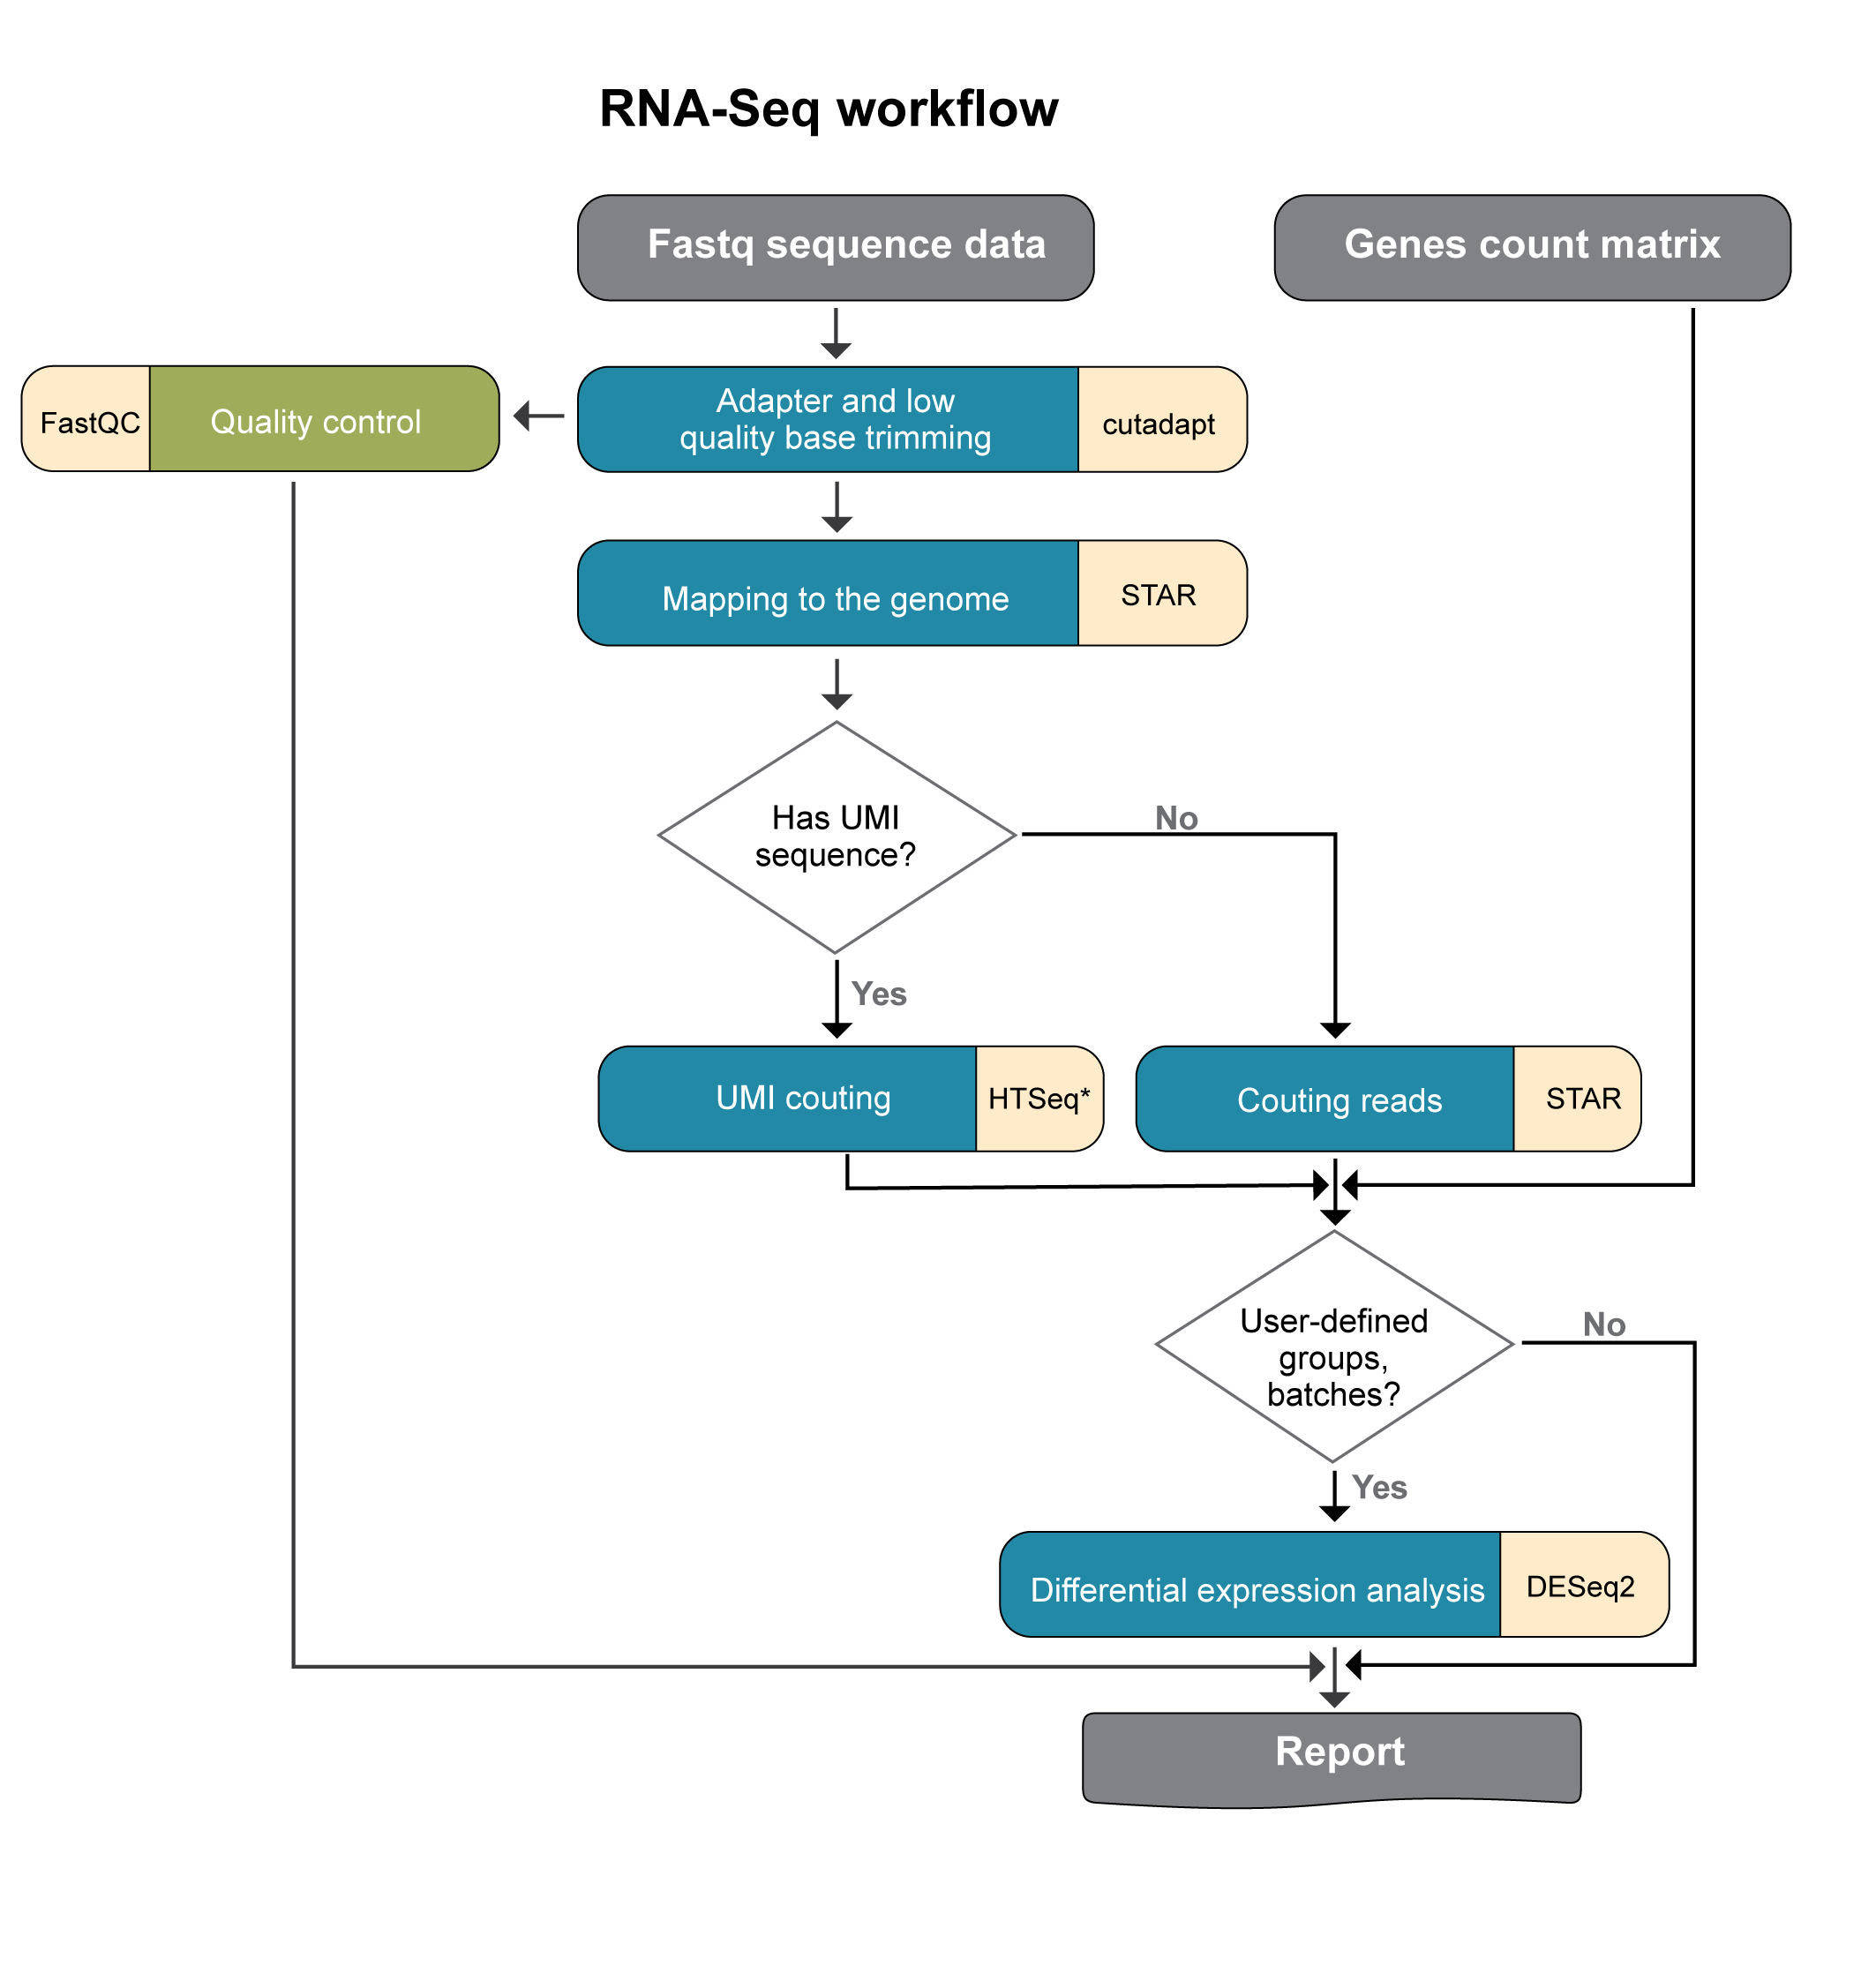 RNA-Seq workflow
Fastq sequence data
Genes count matrix
FastQC
Quality control
Adapter and low
quality base trimming
cutadapt
Mapping to the genome
STAR
Has UMI
sequence?
No
Yes
UMI couting
HTSeq*
Couting reads
STAR
User-defined
groups,
batches?
No
Yes
Differential expression analysis
DESeq2
Report